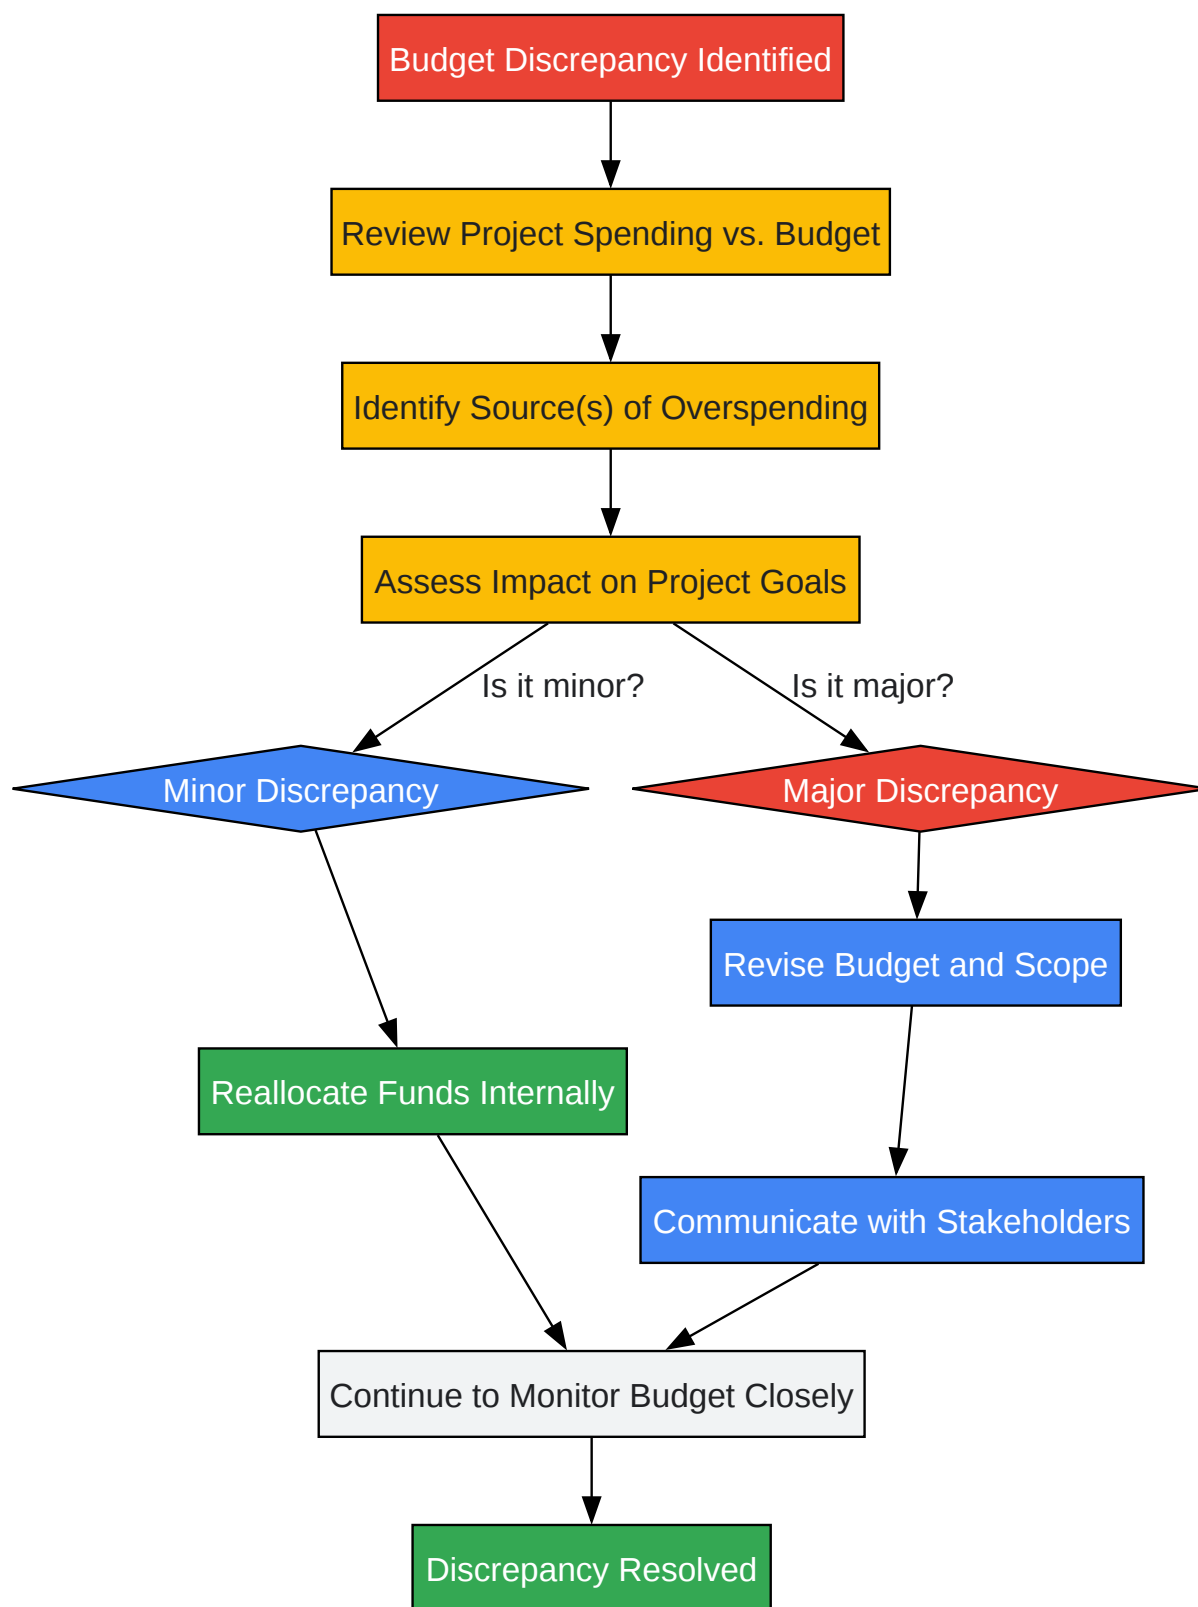 Budget Discrepancy Identified
Review Project Spending vs. Budget
Identify Source(s) of Overspending
Assess Impact on Project Goals
Is it minor?
Is it major?
Minor Discrepancy
Major Discrepancy
Revise Budget and Scope
Reallocate Funds Internally
Communicate with Stakeholders
Continue to Monitor Budget Closely
Discrepancy Resolved